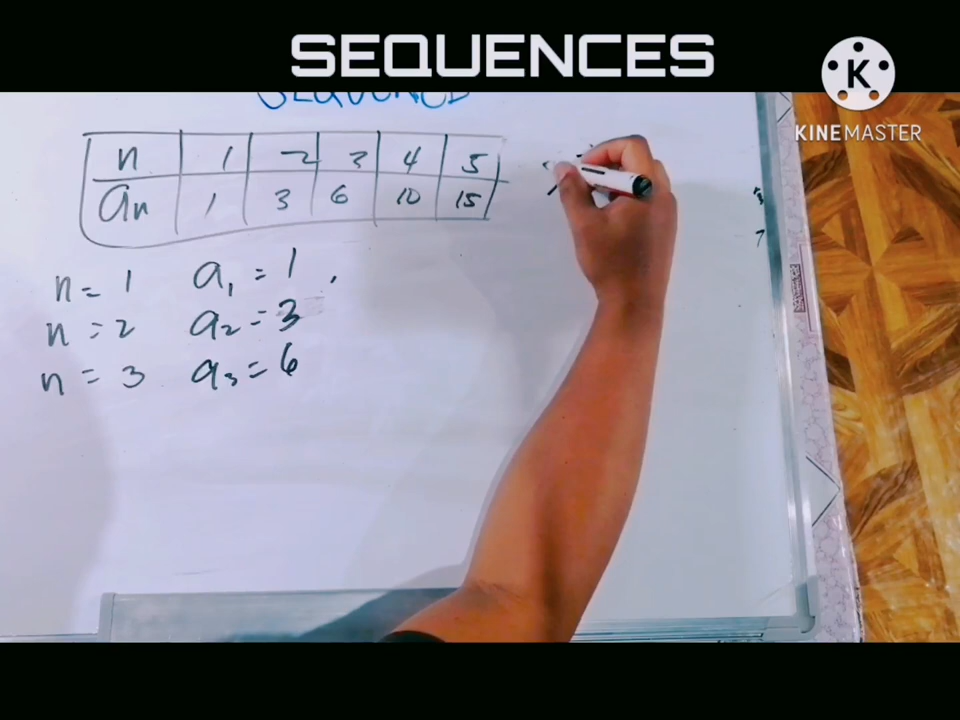 SEQUENCES
K
KINEMASTER
SEQUENCES
n 1 2 3 4 5
an 1 3 6 10 15
n = 1 a1 = 1 ,
n = 2 a2 = 3
n = 3 a3 = 6